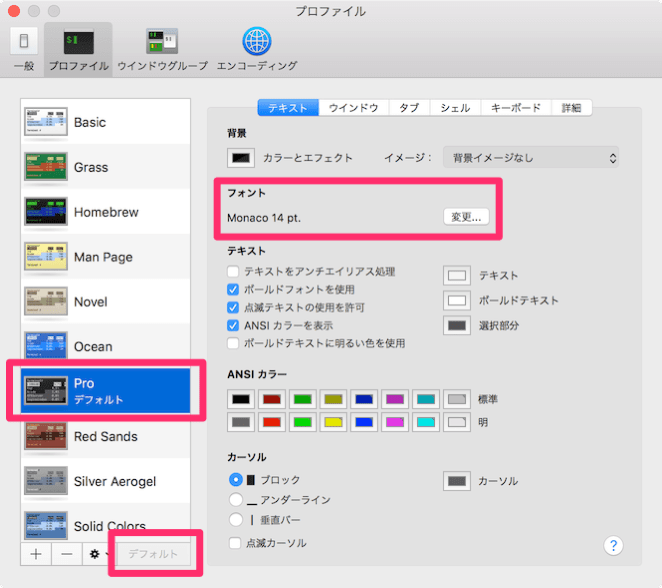 プロファイル
一般 プロファイル ウインドウグループ エンコーディング
Basic
Grass
Homebrew
Man Page
Novel
Ocean
Pro
デフォルト
Red Sands
Silver Aerogel
Solid Colors
デフォルト
テキスト ウインドウ タブ シェル キーボード 詳細
背景
カラーとエフェクト イメージ： 背景イメージなし
フォント
Monaco 14 pt. 変更...
テキスト
テキストをアンチエイリアス処理
ボールドフォントを使用
点滅テキストの使用を許可
ANSI カラーを表示
ボールドテキストに明るい色を使用
テキスト
ボールドテキスト
選択部分
ANSI カラー
標準
明
カーソル
ブロック
アンダーライン
垂直バー
点滅カーソル
カーソル
?